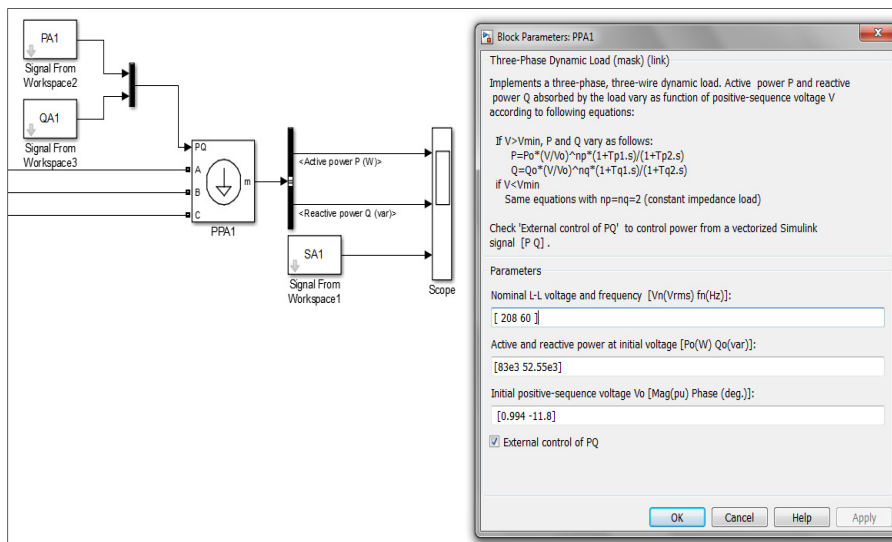 PA1
Signal From
Workspace2
QA1
Signal From
Workspace3
PQ
A
B
C
m
PPA1
<Active power P (W)>
<Reactive power Q (var)>
SA1
Signal From
Workspace1
Scope
Block Parameters: PPA1
Three-Phase Dynamic Load (mask) (link)
Implements a three-phase, three-wire dynamic load. Active power P and reactive
power Q absorbed by the load vary as function of positive-sequence voltage V
according to following equations:
If V>Vmin, P and Q vary as follows:
P=Po*(V/Vo)^np*(1+Tp1.s)/(1+Tp2.s)
Q=Qo*(V/Vo)^nq*(1+Tq1.s)/(1+Tq2.s)
if V<Vmin
Same equations with np=nq=2 (constant impedance load)
Check 'External control of PQ' to control power from a vectorized Simulink
signal [P Q] .
Parameters
Nominal L-L voltage and frequency [Vn(Vrms) fn(Hz)]:
[ 208 60 ]
Active and reactive power at initial voltage [Po(W) Qo(var)]:
[83e3 52.55e3]
Initial positive-sequence voltage Vo [Mag(pu) Phase (deg.)]:
[0.994 -11.8]
External control of PQ
OK
Cancel
Help
Apply